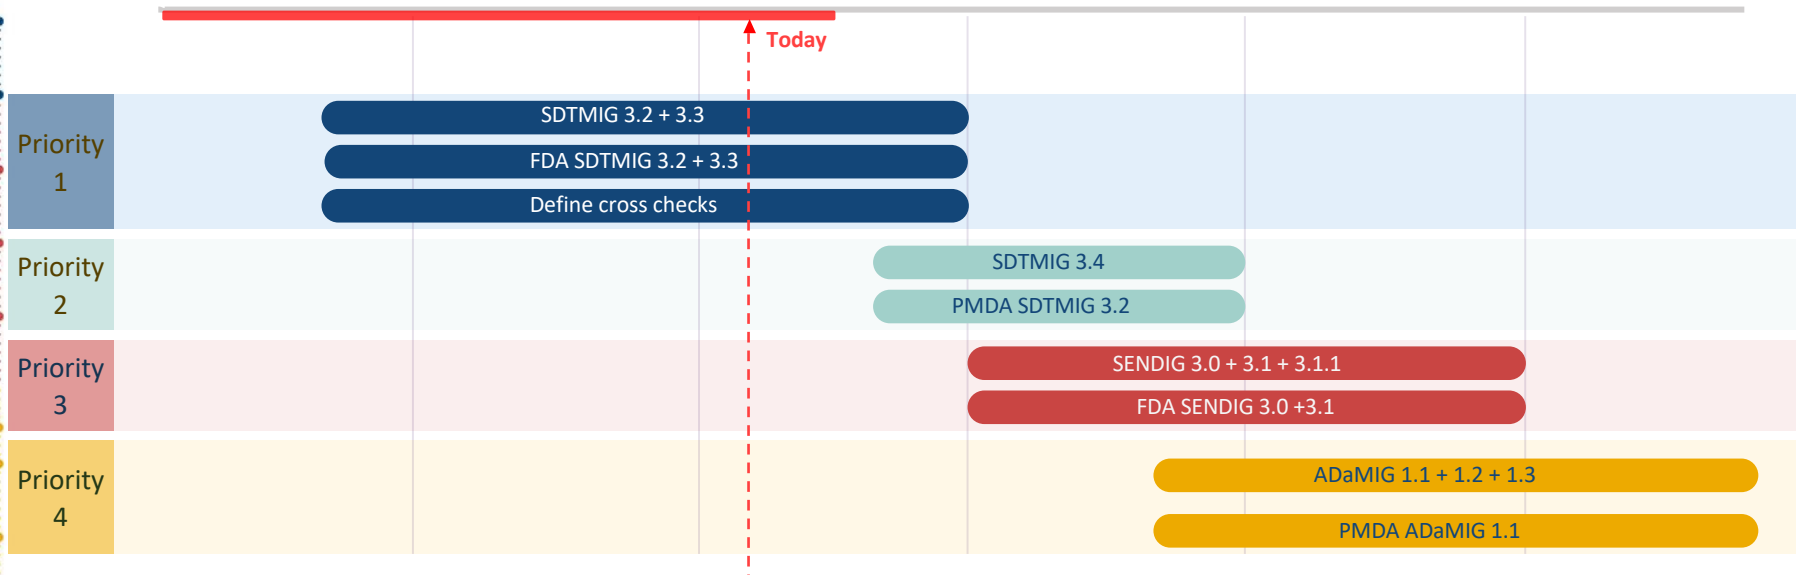 Today
Priority
1
SDTMIG 3.2 + 3.3
FDA SDTMIG 3.2 + 3.3
Define cross checks
Priority
2
SDTMIG 3.4
PMDA SDTMIG 3.2
Priority
3
SENDIG 3.0 + 3.1 + 3.1.1
FDA SENDIG 3.0 +3.1
Priority
4
ADaMIG 1.1 + 1.2 + 1.3
PMDA ADaMIG 1.1